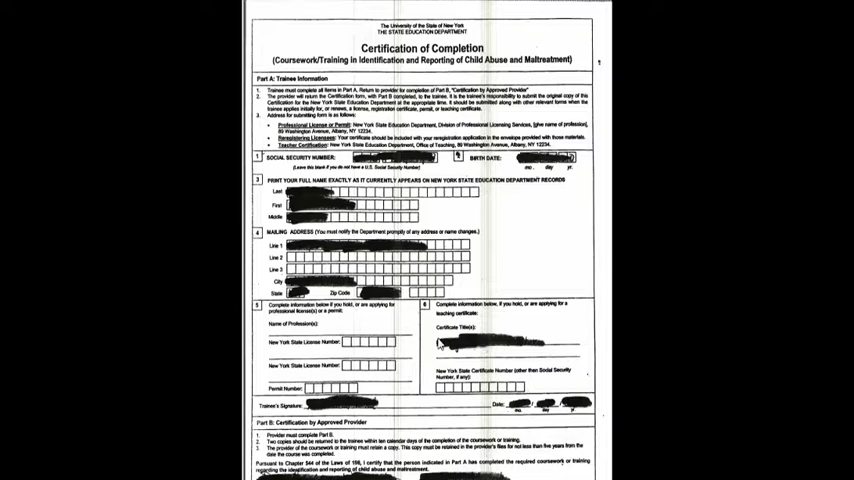 The University of the State of New York
THE STATE EDUCATION DEPARTMENT
Certification of Completion
(Coursework/Training in Identification and Reporting of Child Abuse and Maltreatment)
1
Part A: Trainee Information
1. Trainee must complete all items in Part A. Return to provider for completion of Part B, "Certification by Approved Provider"
2. The provider will return the Certification form, with Part B completed, to the trainee. It is the trainee's responsibility to submit the original copy of this
Certification for the New York State Education Department at the appropriate time. It should be submitted along with other relevant forms when the
trainee applies initially for, or renews, a license, registration certificate, permit, or teaching certificate.
3. Address for submitting form is as follows:
• Professional License or Permit: New York State Education Department, Division of Professional Licensing Services, [give name of profession],
89 Washington Avenue, Albany, NY 12234.
• Reregistering Licensees: Your certificate should be included with your reregistration application in the envelope provided with those materials.
• Teacher Certification: New York State Education Department, Office of Teaching, 89 Washington Avenue, Albany, NY 12234.
1 SOCIAL SECURITY NUMBER: BIRTH DATE:
(Leave this blank if you do not have a U.S. Social Security Number) mo. day yr.
3 PRINT YOUR FULL NAME EXACTLY AS IT CURRENTLY APPEARS ON NEW YORK STATE EDUCATION DEPARTMENT RECORDS
Last
First
Middle
4 MAILING ADDRESS (You must notify the Department promptly of any address or name changes.)
Line 1
Line 2
Line 3
City
State Zip Code
5 Complete information below if you hold, or are applying for
professional license(s) or a permit.
Name of Profession(s):
New York State License Number:
New York State License Number:
Permit Number:
6 Complete information below, if you hold, or are applying for a
teaching certificate:
Certificate Title(s):
New York State Certificate Number (other then Social Security
Number, if any):
Trainee's Signature: Date: / /
mo. day yr.
Part B: Certification by Approved Provider
1. Provider must complete Part B.
2. Two copies should be returned to the trainee within ten calendar days of the completion of the coursework or training.
3. The provider of the coursework or training must retain a copy. This copy must be retained in the provider's files for not less than five years from the
date the course was completed.
Pursuant to Chapter 544 of the Laws of 198, I certify that the person indicated in Part A has completed the required coursework or training
regarding the identification and reporting of child abuse and maltreatment.